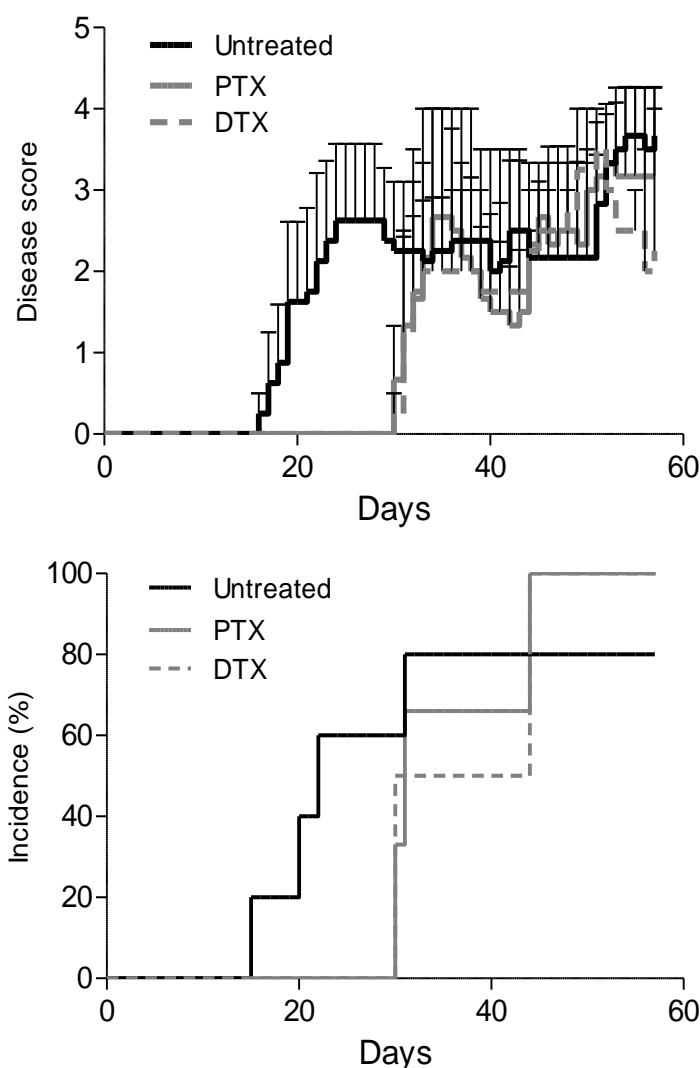 5
Untreated
4
PTX
DTX
3
Disease score
2
1
0
0 20 40 60
Days
100
Untreated
PTX
80
DTX
60
Incidence (%)
40
20
0
0 20 40 60
Days